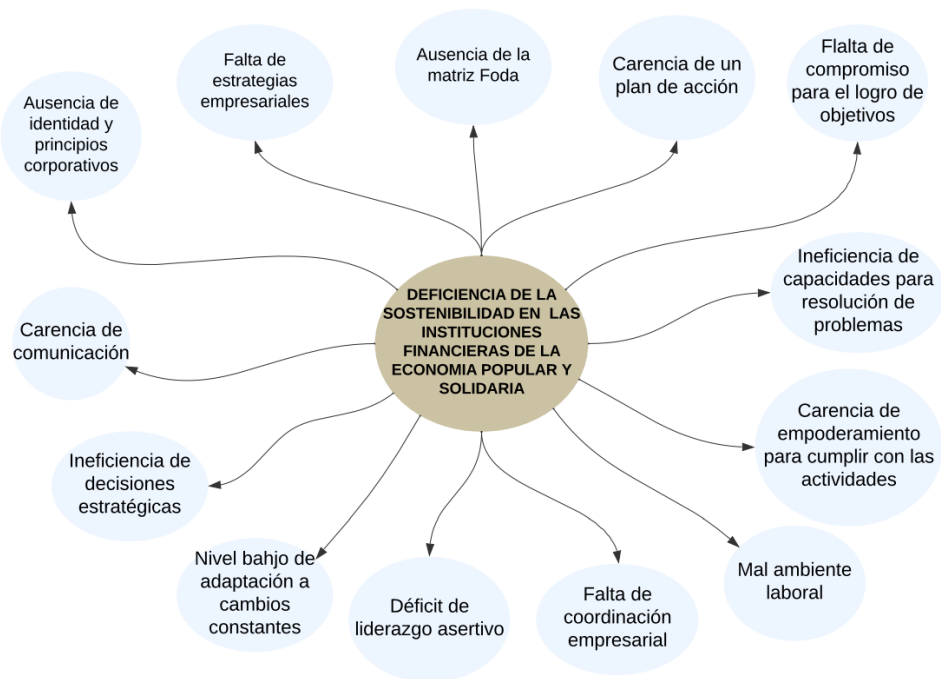 Ausencia de
identidad y
principios
corporativos
Falta de
estrategias
empresariales
Ausencia de la
matriz Foda
Carencia de un
plan de acción
Flalta de
compromiso
para el logro de
objetivos
DEFICIENCIA DE LA
SOSTENIBILIDAD EN LAS
INSTITUCIONES
FINANCIERAS DE LA
ECONOMIA POPULAR Y
SOLIDARIA
Ineficiencia de
capacidades para
resolución de
problemas
Carencia de
comunicación
Carencia de
empoderamiento
para cumplir con las
actividades
Ineficiencia de
decisiones
estratégicas
Nivel bahjo de
adaptación a
cambios
constantes
Déficit de
liderazgo asertivo
Falta de
coordinación
empresarial
Mal ambiente
laboral